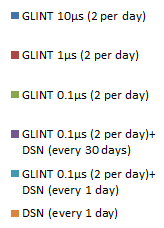 GLINT 10µs (2 per day)
GLINT 1µs (2 per day)
GLINT 0.1µs (2 per day)
GLINT 0.1µs (2 per day)+
DSN (every 30 days)
GLINT 0.1µs (2 per day)+
DSN (every 1 day)
DSN (every 1 day)